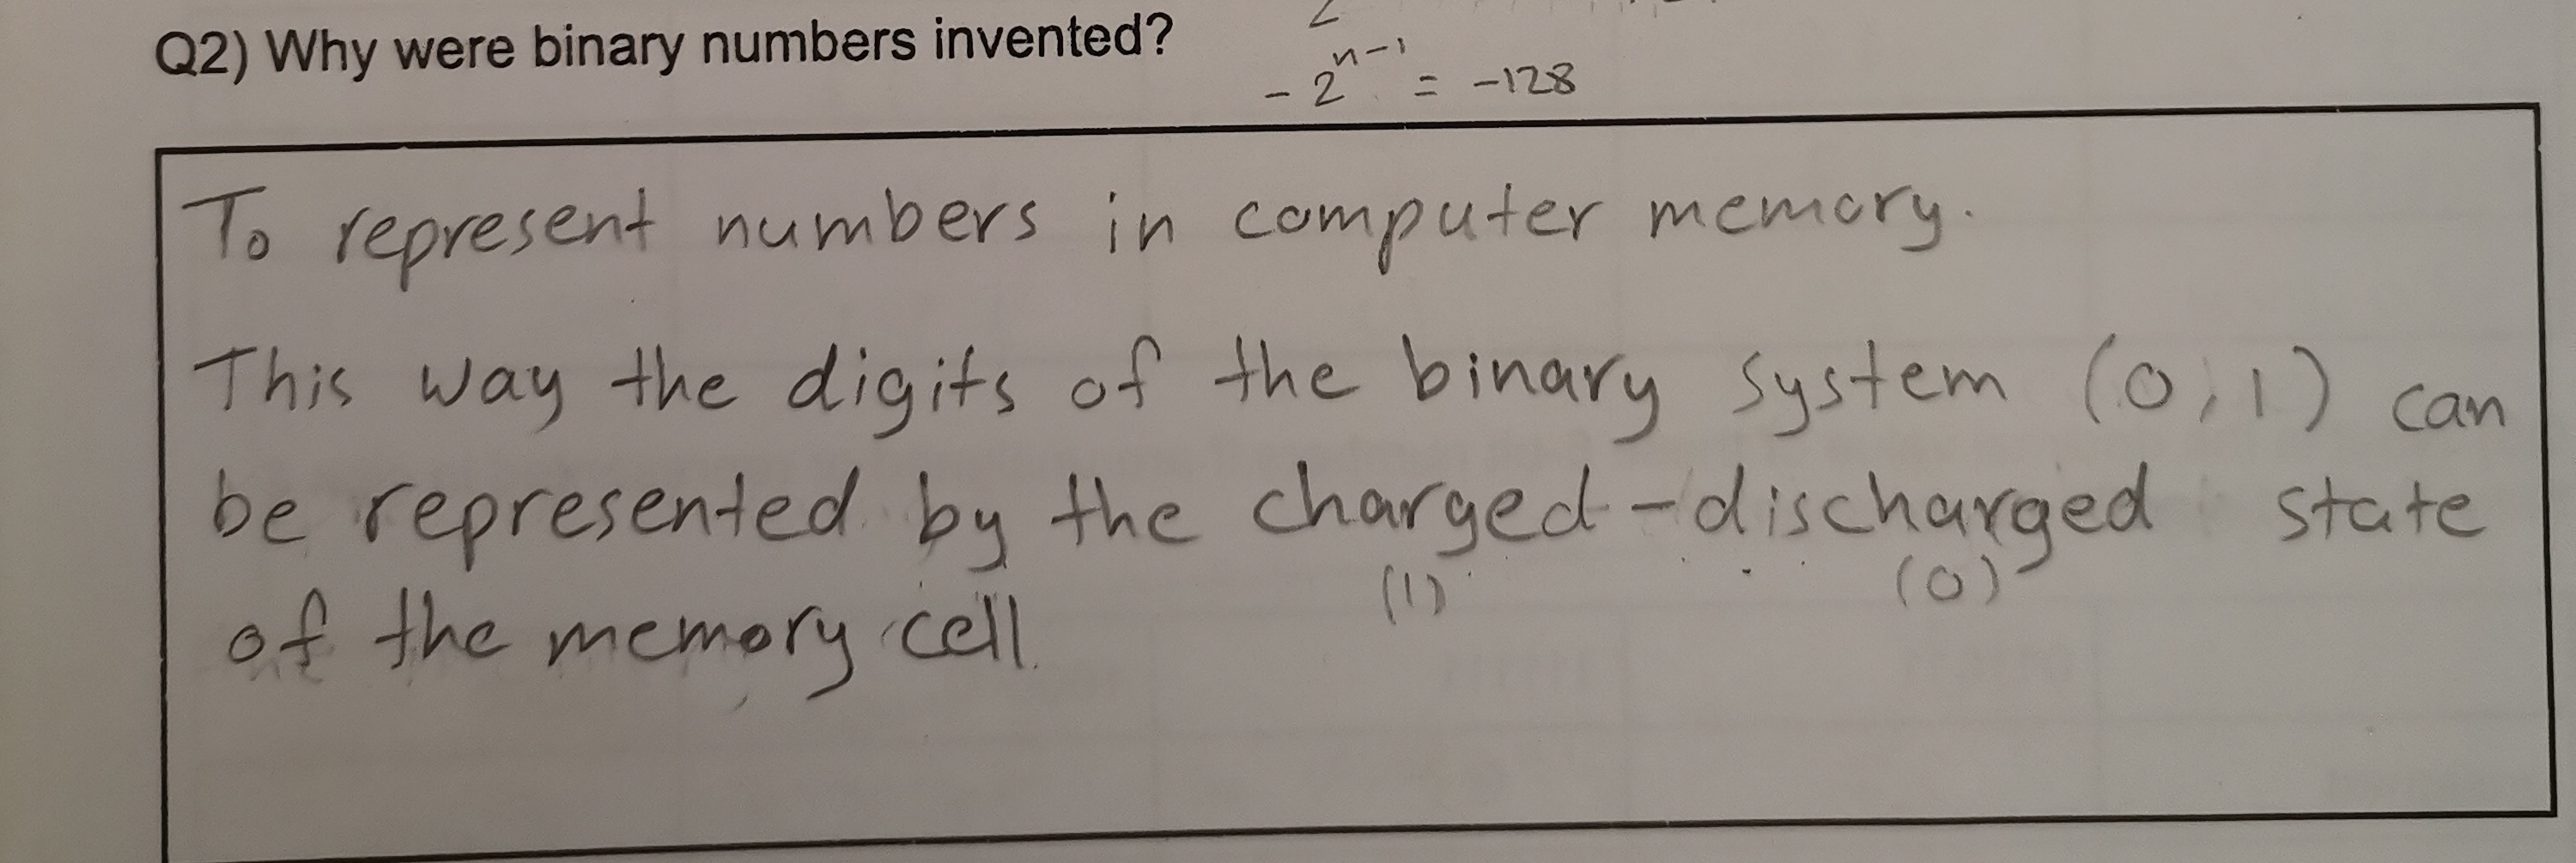 Q2) Why were binary numbers invented?
-2^{n-1} = -128
To represent numbers in computer memory.
This way the digits of the binary system (0,1) can
be represented by the charged-discharged state
(1) (0)
of the memory cell.